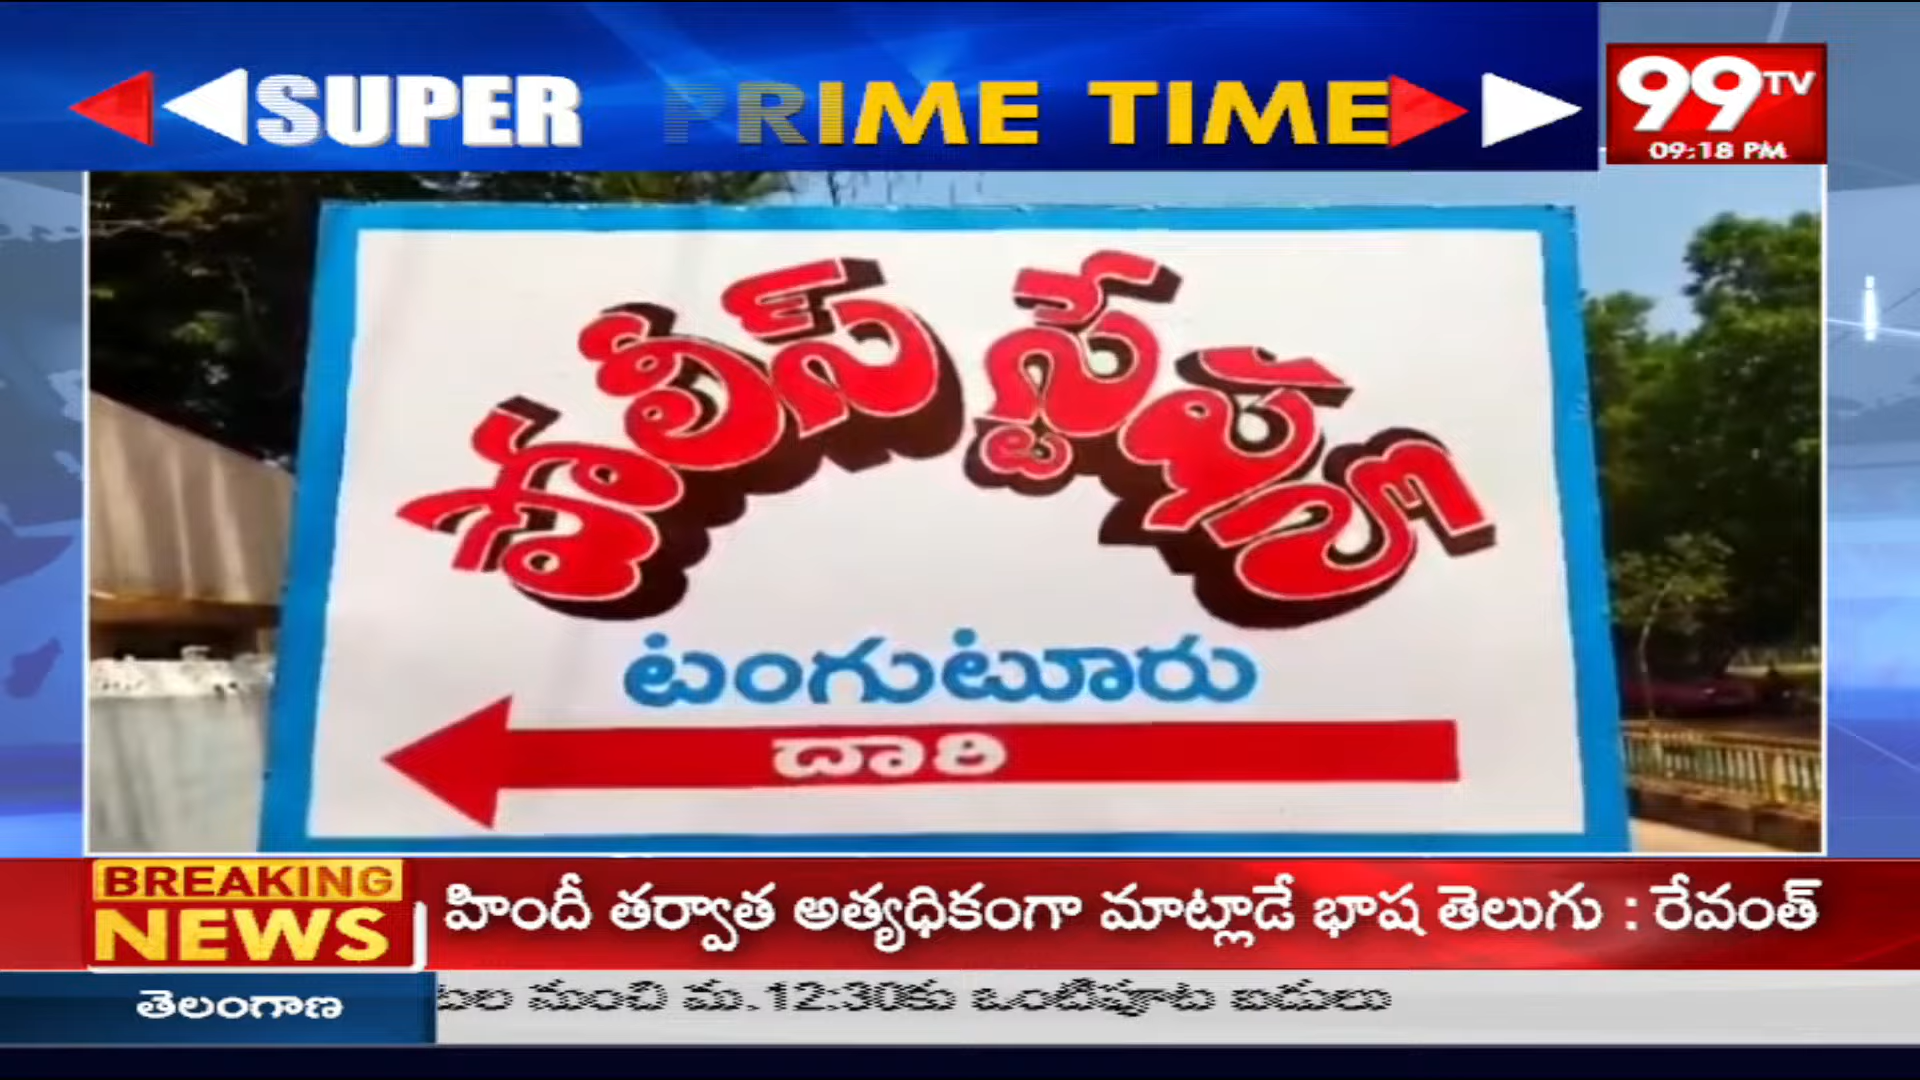 SUPER PRIME TIME
99TV
09:18 PM
పోలీస్ స్టేషన్
టంగుటూరు
దారి
BREAKING
NEWS
హిందీ తర్వాత అత్యధికంగా మాట్లాడే భాష తెలుగు : రేవంత్
తెలంగాణ
నుంచి మ.12:30కు ఒంటిపూట బడులు